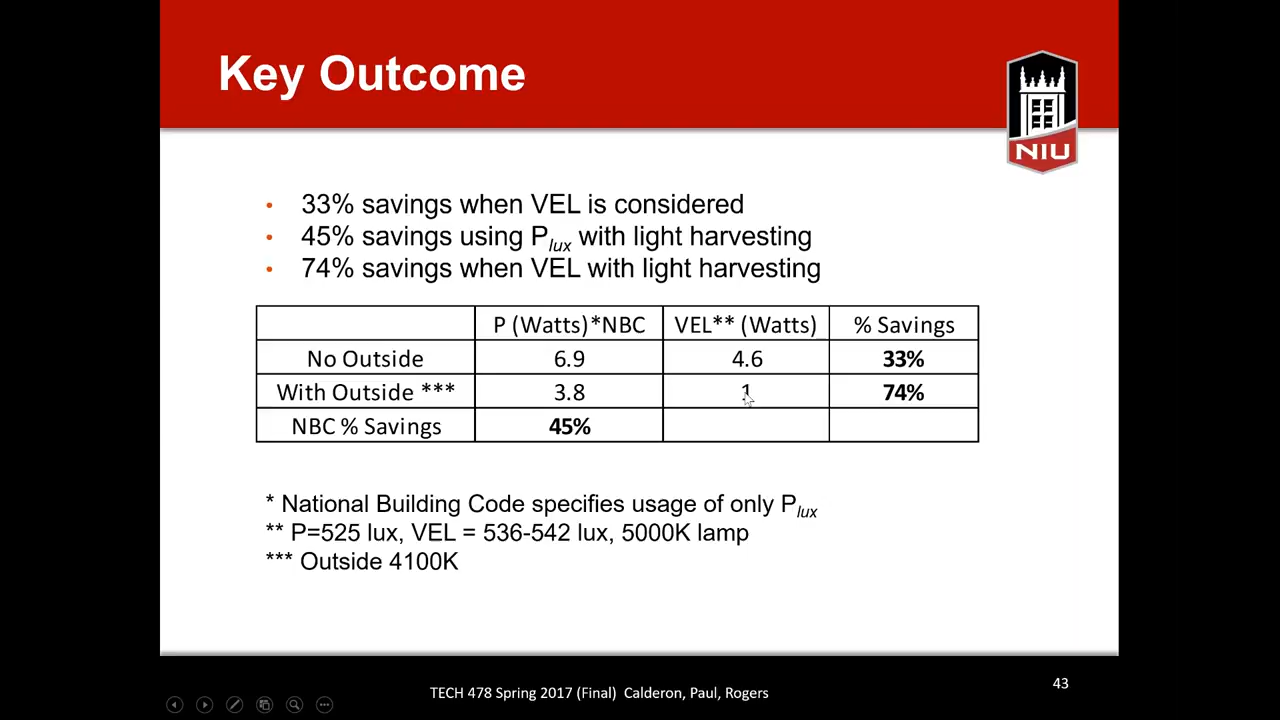 Key Outcome
NIU
• 33% savings when VEL is considered
• 45% savings using Plux with light harvesting
• 74% savings when VEL with light harvesting
P (Watts)*NBC VEL** (Watts) % Savings
No Outside 6.9 4.6 33%
With Outside *** 3.8 1 74%
NBC % Savings 45%
* National Building Code specifies usage of only Plux
** P=525 lux, VEL = 536-542 lux, 5000K lamp
*** Outside 4100K
TECH 478 Spring 2017 (Final) Calderon, Paul, Rogers
43